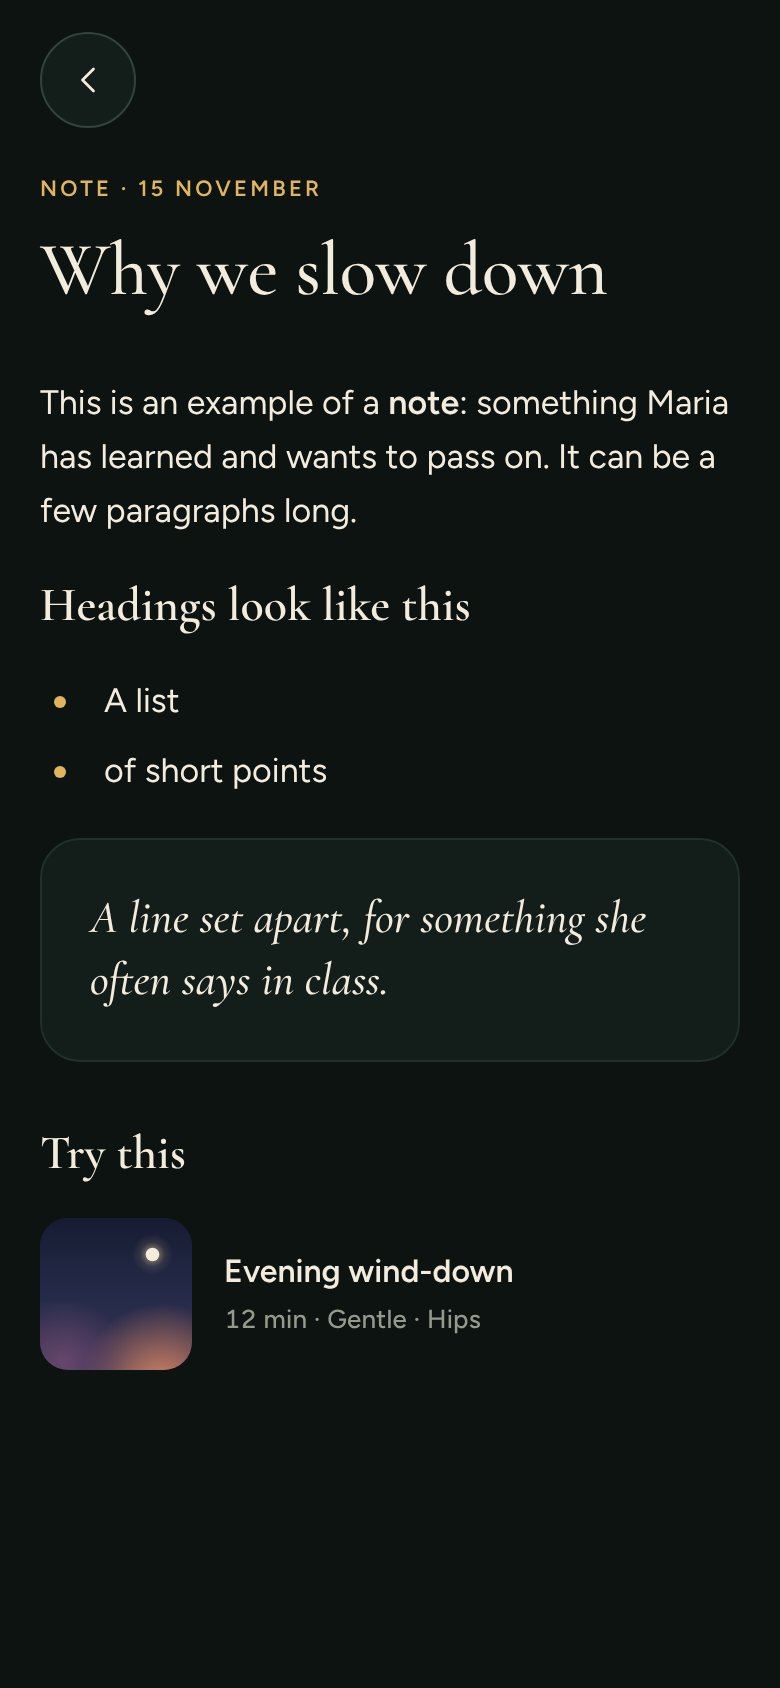 NOTE · 15 NOVEMBER
Why we slow down
This is an example of a note: something Maria
has learned and wants to pass on. It can be a
few paragraphs long.
Headings look like this
A list
of short points
A line set apart, for something she
often says in class.
Try this
Evening wind-down
12 min · Gentle · Hips